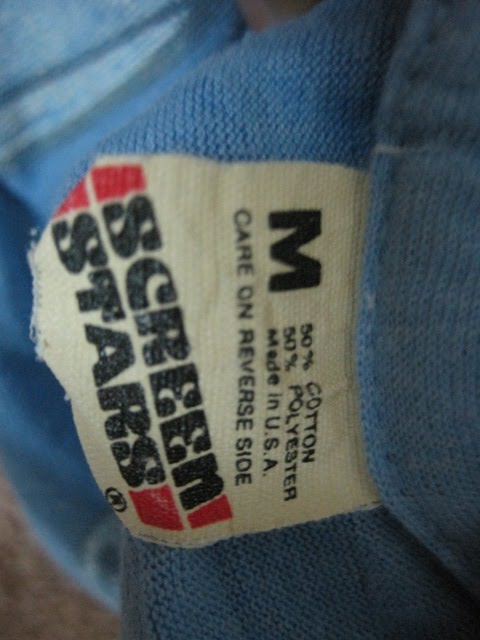 M
50% COTTON
50% POLYESTER
Made in U.S.A.
CARE ON REVERSE SIDE
SCREEN
STARS®